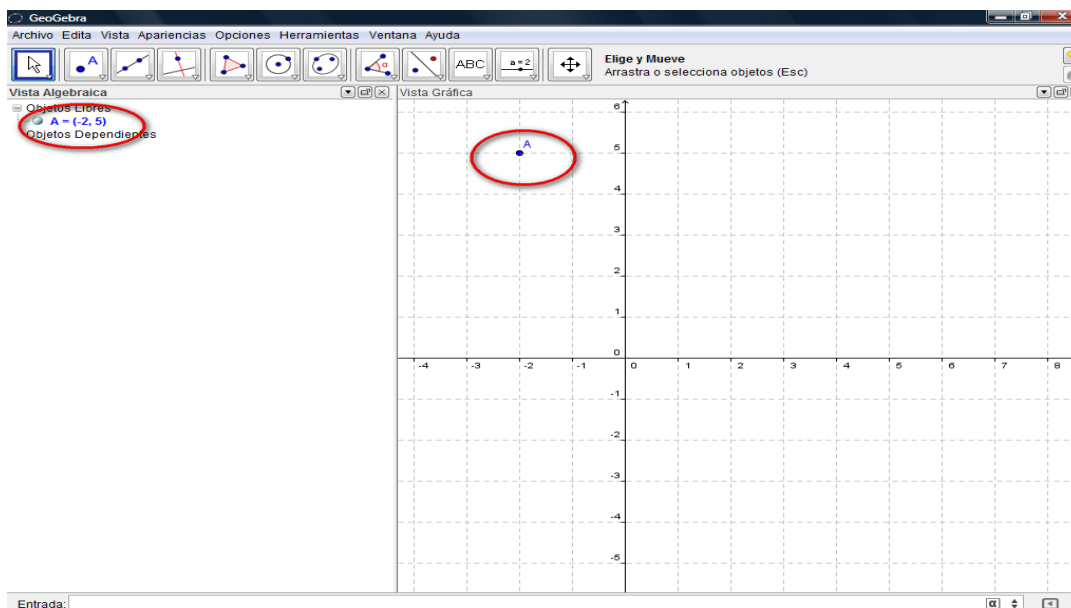 GeoGebra
Archivo Edita Vista Apariencias Opciones Herramientas Ventana Ayuda
A
α
ABC
a=2
Elige y Mueve
Arrastra o selecciona objetos (Esc)
Vista Algebraica
Vista Gráfica
Objetos Libres
A = (-2, 5)
Objetos Dependientes
A
6
5
4
3
2
1
0
-4 -3 -2 -1 0 1 2 3 4 5 6 7 8
-1
-2
-3
-4
-5
Entrada:
α